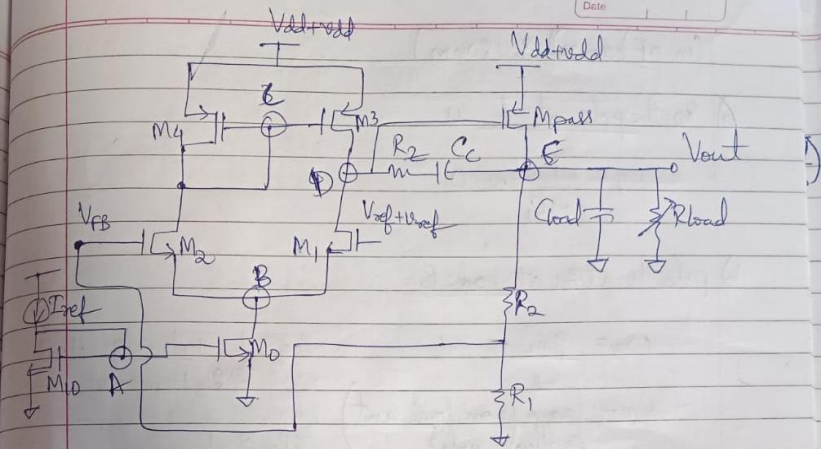 Date
Vdd+vdd
Vdd+vdd
C
M4
M3
Mpass
D
Rz
Cc
E
Vout
VFB
M2
M1
Vref+vref
Cload
Rload
B
Iref
R2
M0
M10
A
R1